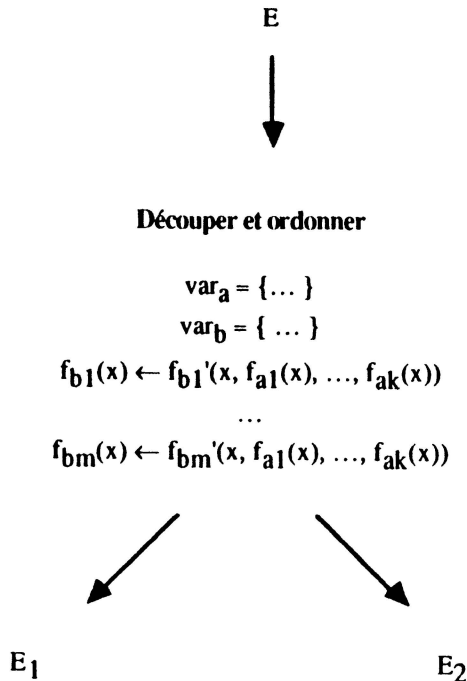 E
Découper et ordonner
var_a = {... }
var_b = { ... }
f_b1(x) ← f_b1'(x, f_a1(x), ..., f_ak(x))
...
f_bm(x) ← f_bm'(x, f_a1(x), ..., f_ak(x))
E_1 E_2